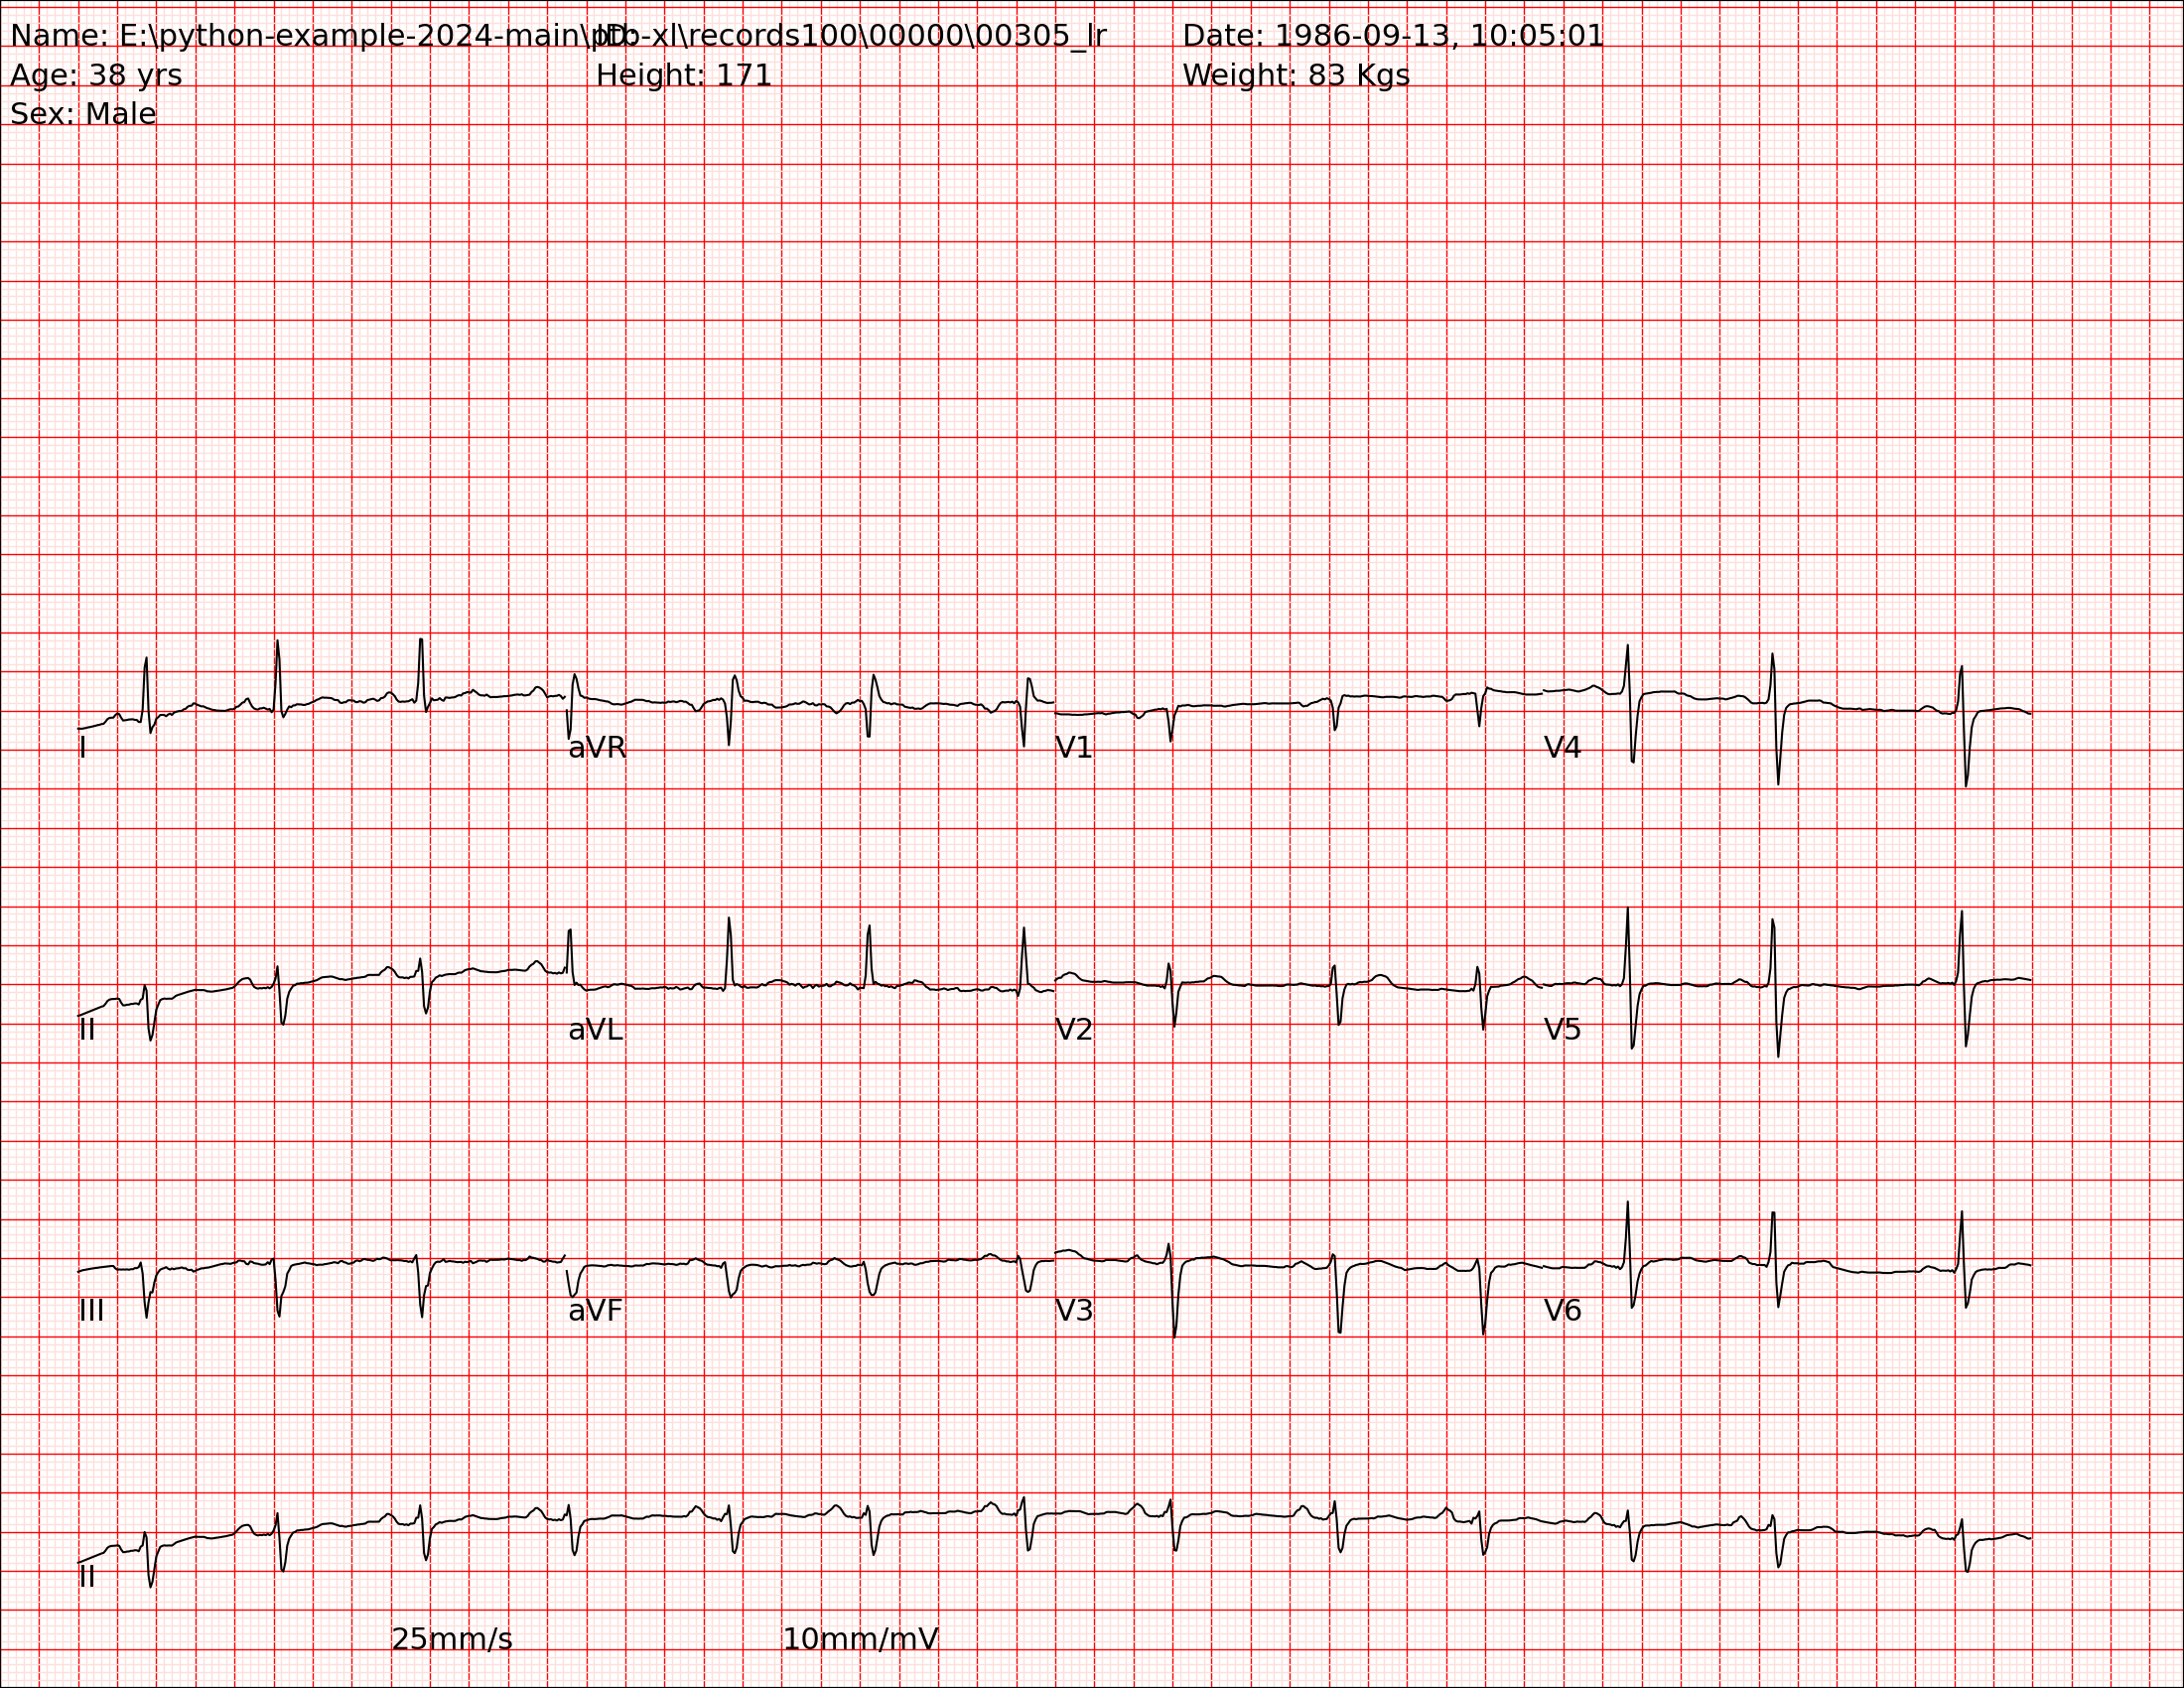 Name: E:\python-example-2024-main\ptb-xl\records100\00000\00305_lr ID: Date: 1986-09-13, 10:05:01
Age: 38 yrs Height: 171 Weight: 83 Kgs
Sex: Male
I aVR V1 V4
II aVL V2 V5
III aVF V3 V6
II
25mm/s 10mm/mV